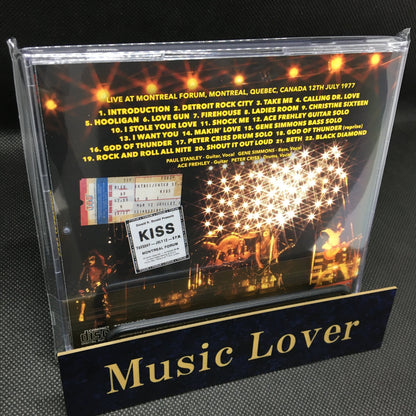 LIVE AT MONTREAL FORUM, MONTREAL, QUEBEC, CANADA 12TH JULY 1977
1. INTRODUCTION 2. DETROIT ROCK CITY 3. TAKE ME 4. CALLING DR. LOVE
5. HOOLIGAN 6. LOVE GUN 7. FIREHOUSE 8. LADIES ROOM 9. CHRISTINE SIXTEEN
10. I STOLE YOUR LOVE 11. SHOCK ME 12. ACE FREHLEY GUITAR SOLO
13. I WANT YOU 14. MAKIN' LOVE 15. GENE SIMMONS BASS SOLO
16. GOD OF THUNDER 17. PETER CRISS DRUM SOLO 18. GOD OF THUNDER (reprise)
19. ROCK AND ROLL ALL NITE 20. SHOUT IT OUT LOUD 21. BETH 22. BLACK DIAMOND
PAUL STANLEY - Guitar, Vocal GENE SIMMONS - Bass, Vocal
ACE FREHLEY - Guitar PETER CRISS - Drums, Vocal
KISS
MONTREAL FORUM
disc
Music Lover